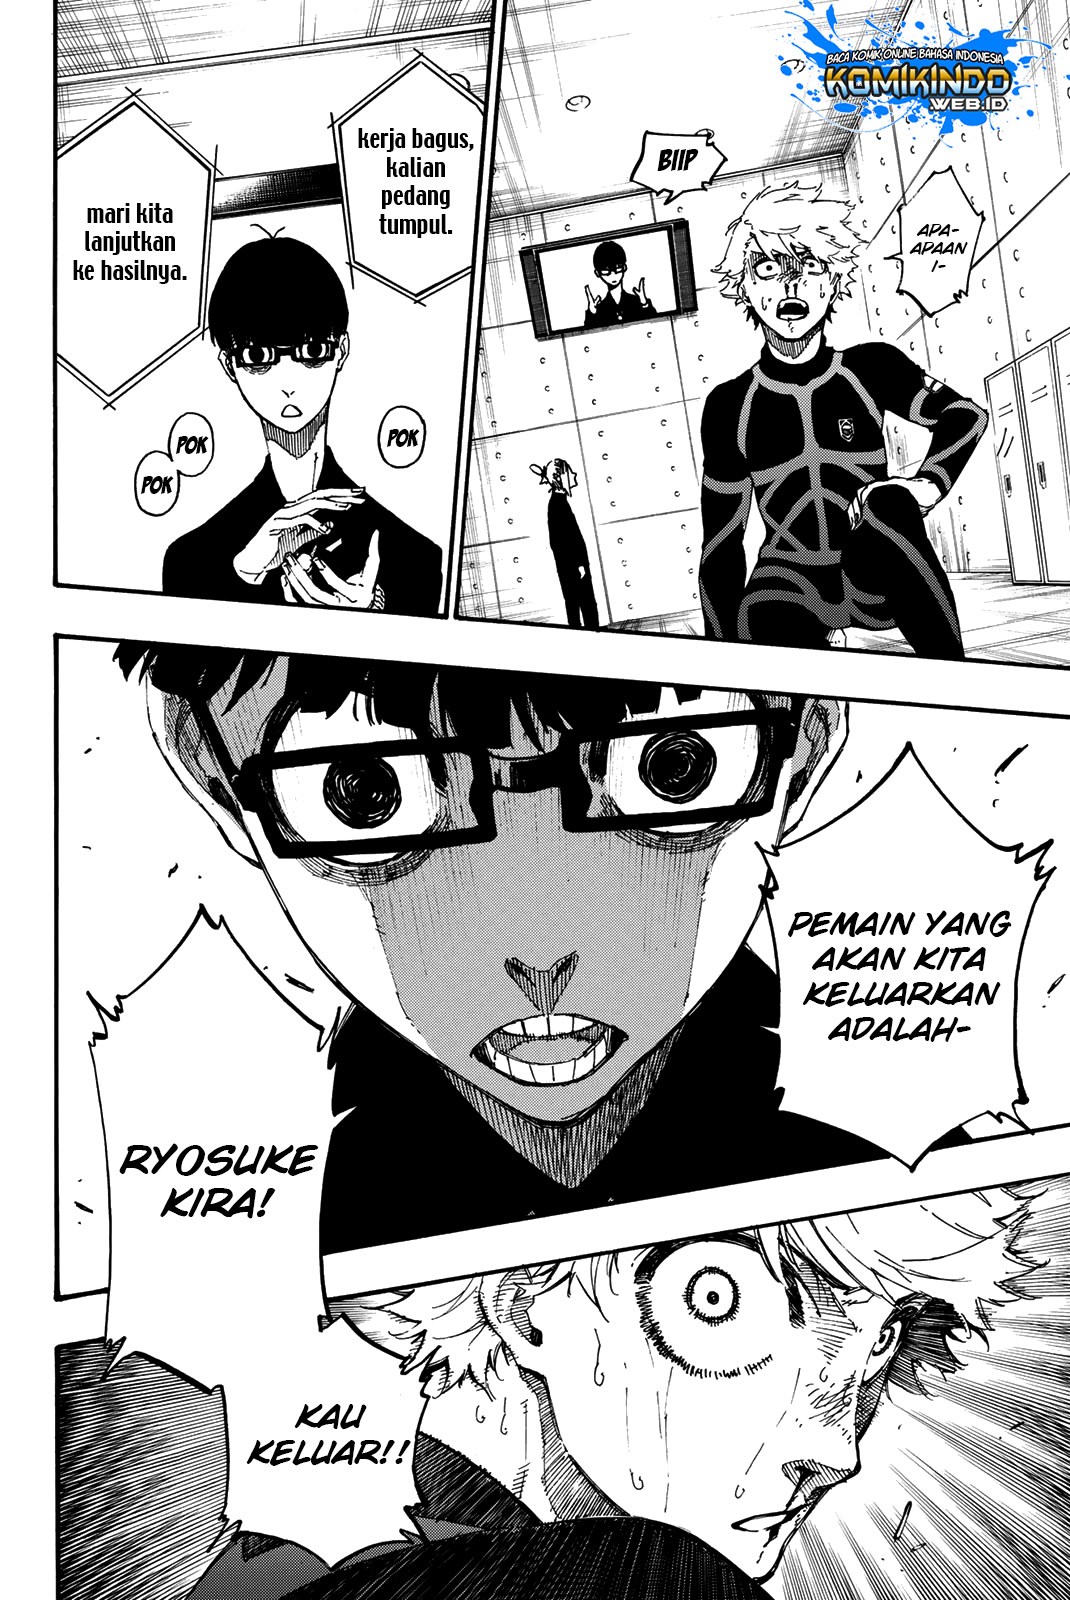 BACA KOMIK ONLINE BAHASA INDONESIA
KOMIKINDO
.WEB.ID
APA-
APAAN
I-
BIIP
kerja bagus,
kalian
pedang
tumpul.
mari kita
lanjutkan
ke hasilnya.
POK
POK
POK
PEMAIN YANG
AKAN KITA
KELUARKAN
ADALAH-
RYOSUKE
KIRA!
KAU
KELUAR!!